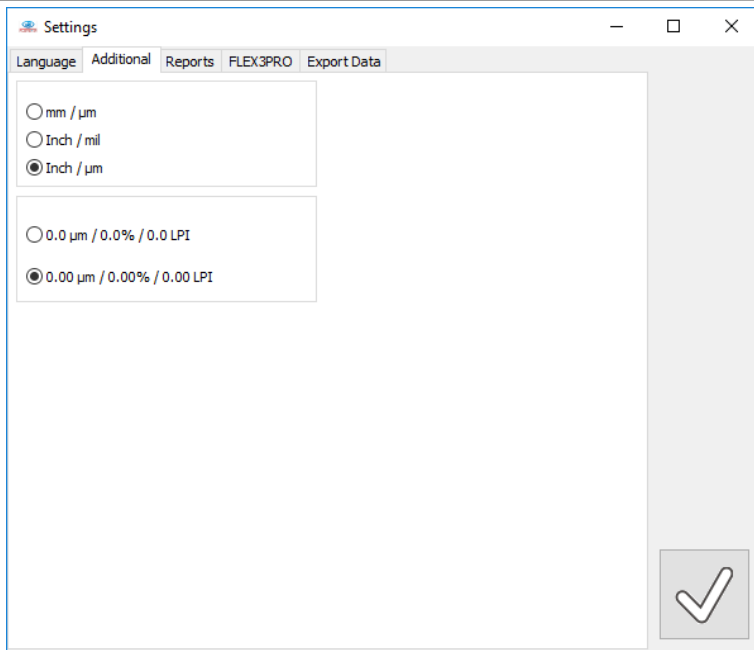 Settings
Language Additional Reports FLEX3PRO Export Data
mm / µm
Inch / mil
Inch / µm
0.0 µm / 0.0% / 0.0 LPI
0.00 µm / 0.00% / 0.00 LPI